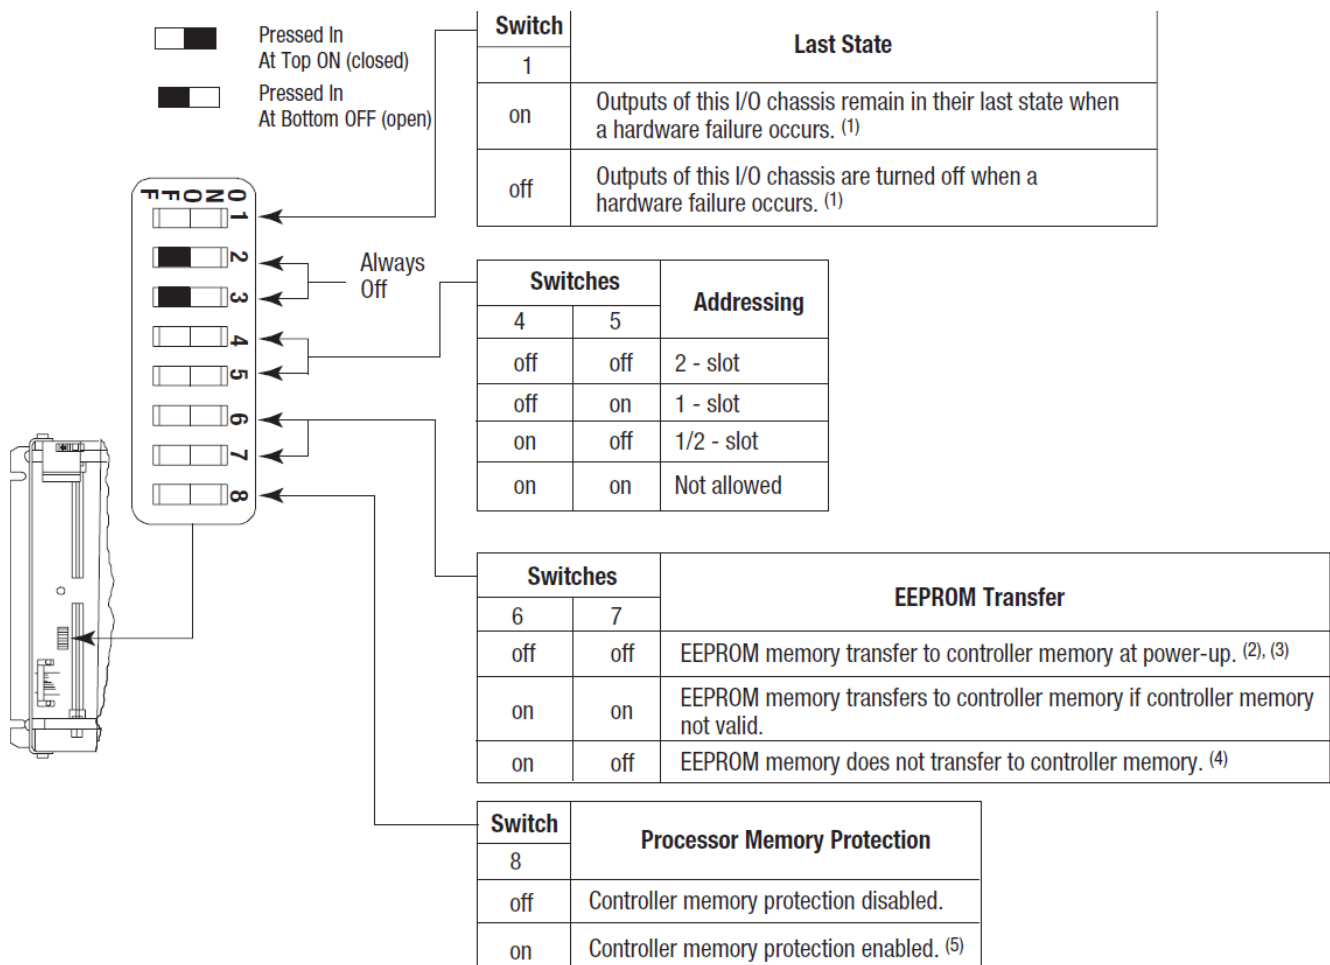 Pressed In
At Top ON (closed)
Pressed In
At Bottom OFF (open)
O N O F F
1
2
3
4
5
6
7
8
Always
Off
Switch
Last State
1
on
Outputs of this I/O chassis remain in their last state when
a hardware failure occurs. (1)
off
Outputs of this I/O chassis are turned off when a
hardware failure occurs. (1)
Switches
Addressing
4 5
off off 2 - slot
off on 1 - slot
on off 1/2 - slot
on on Not allowed
Switches
EEPROM Transfer
6 7
off off EEPROM memory transfer to controller memory at power-up. (2), (3)
on on EEPROM memory transfers to controller memory if controller memory
not valid.
on off EEPROM memory does not transfer to controller memory. (4)
Switch
Processor Memory Protection
8
off Controller memory protection disabled.
on Controller memory protection enabled. (5)